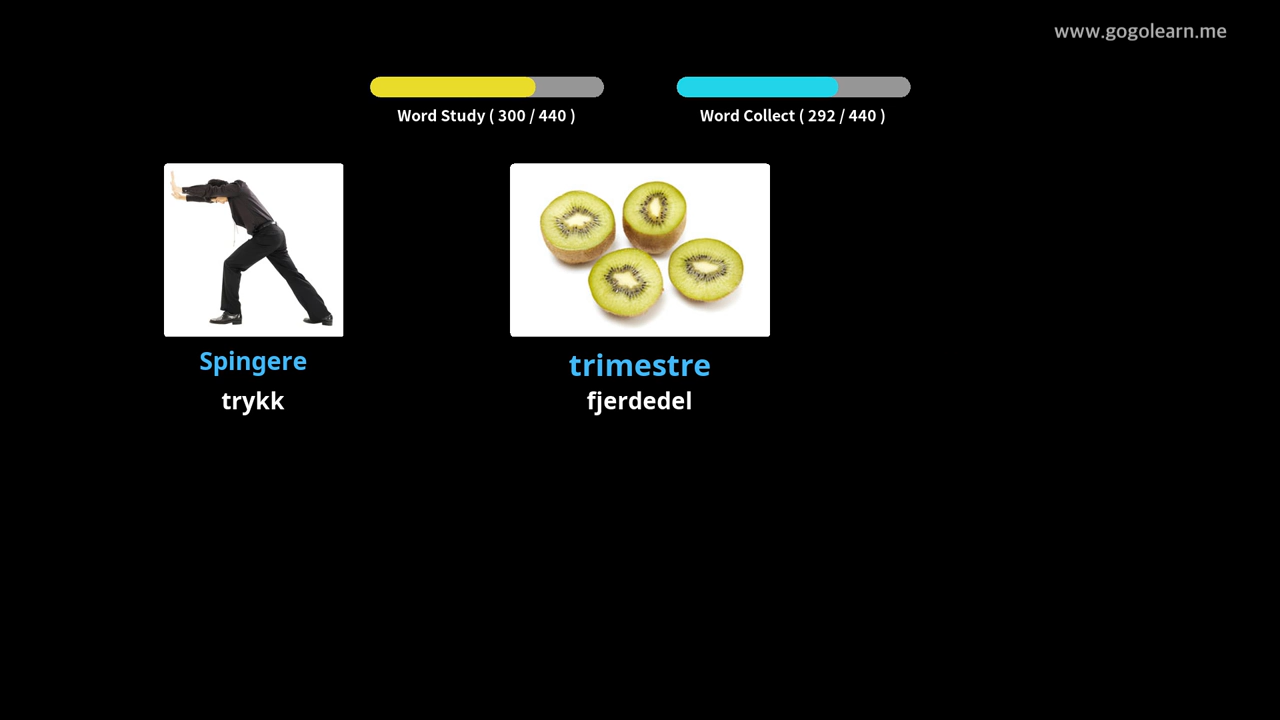 www.gogolearn.me
Word Study ( 300 / 440 )
Word Collect ( 292 / 440 )
Spingere
trykk
trimestre
fjerdedel